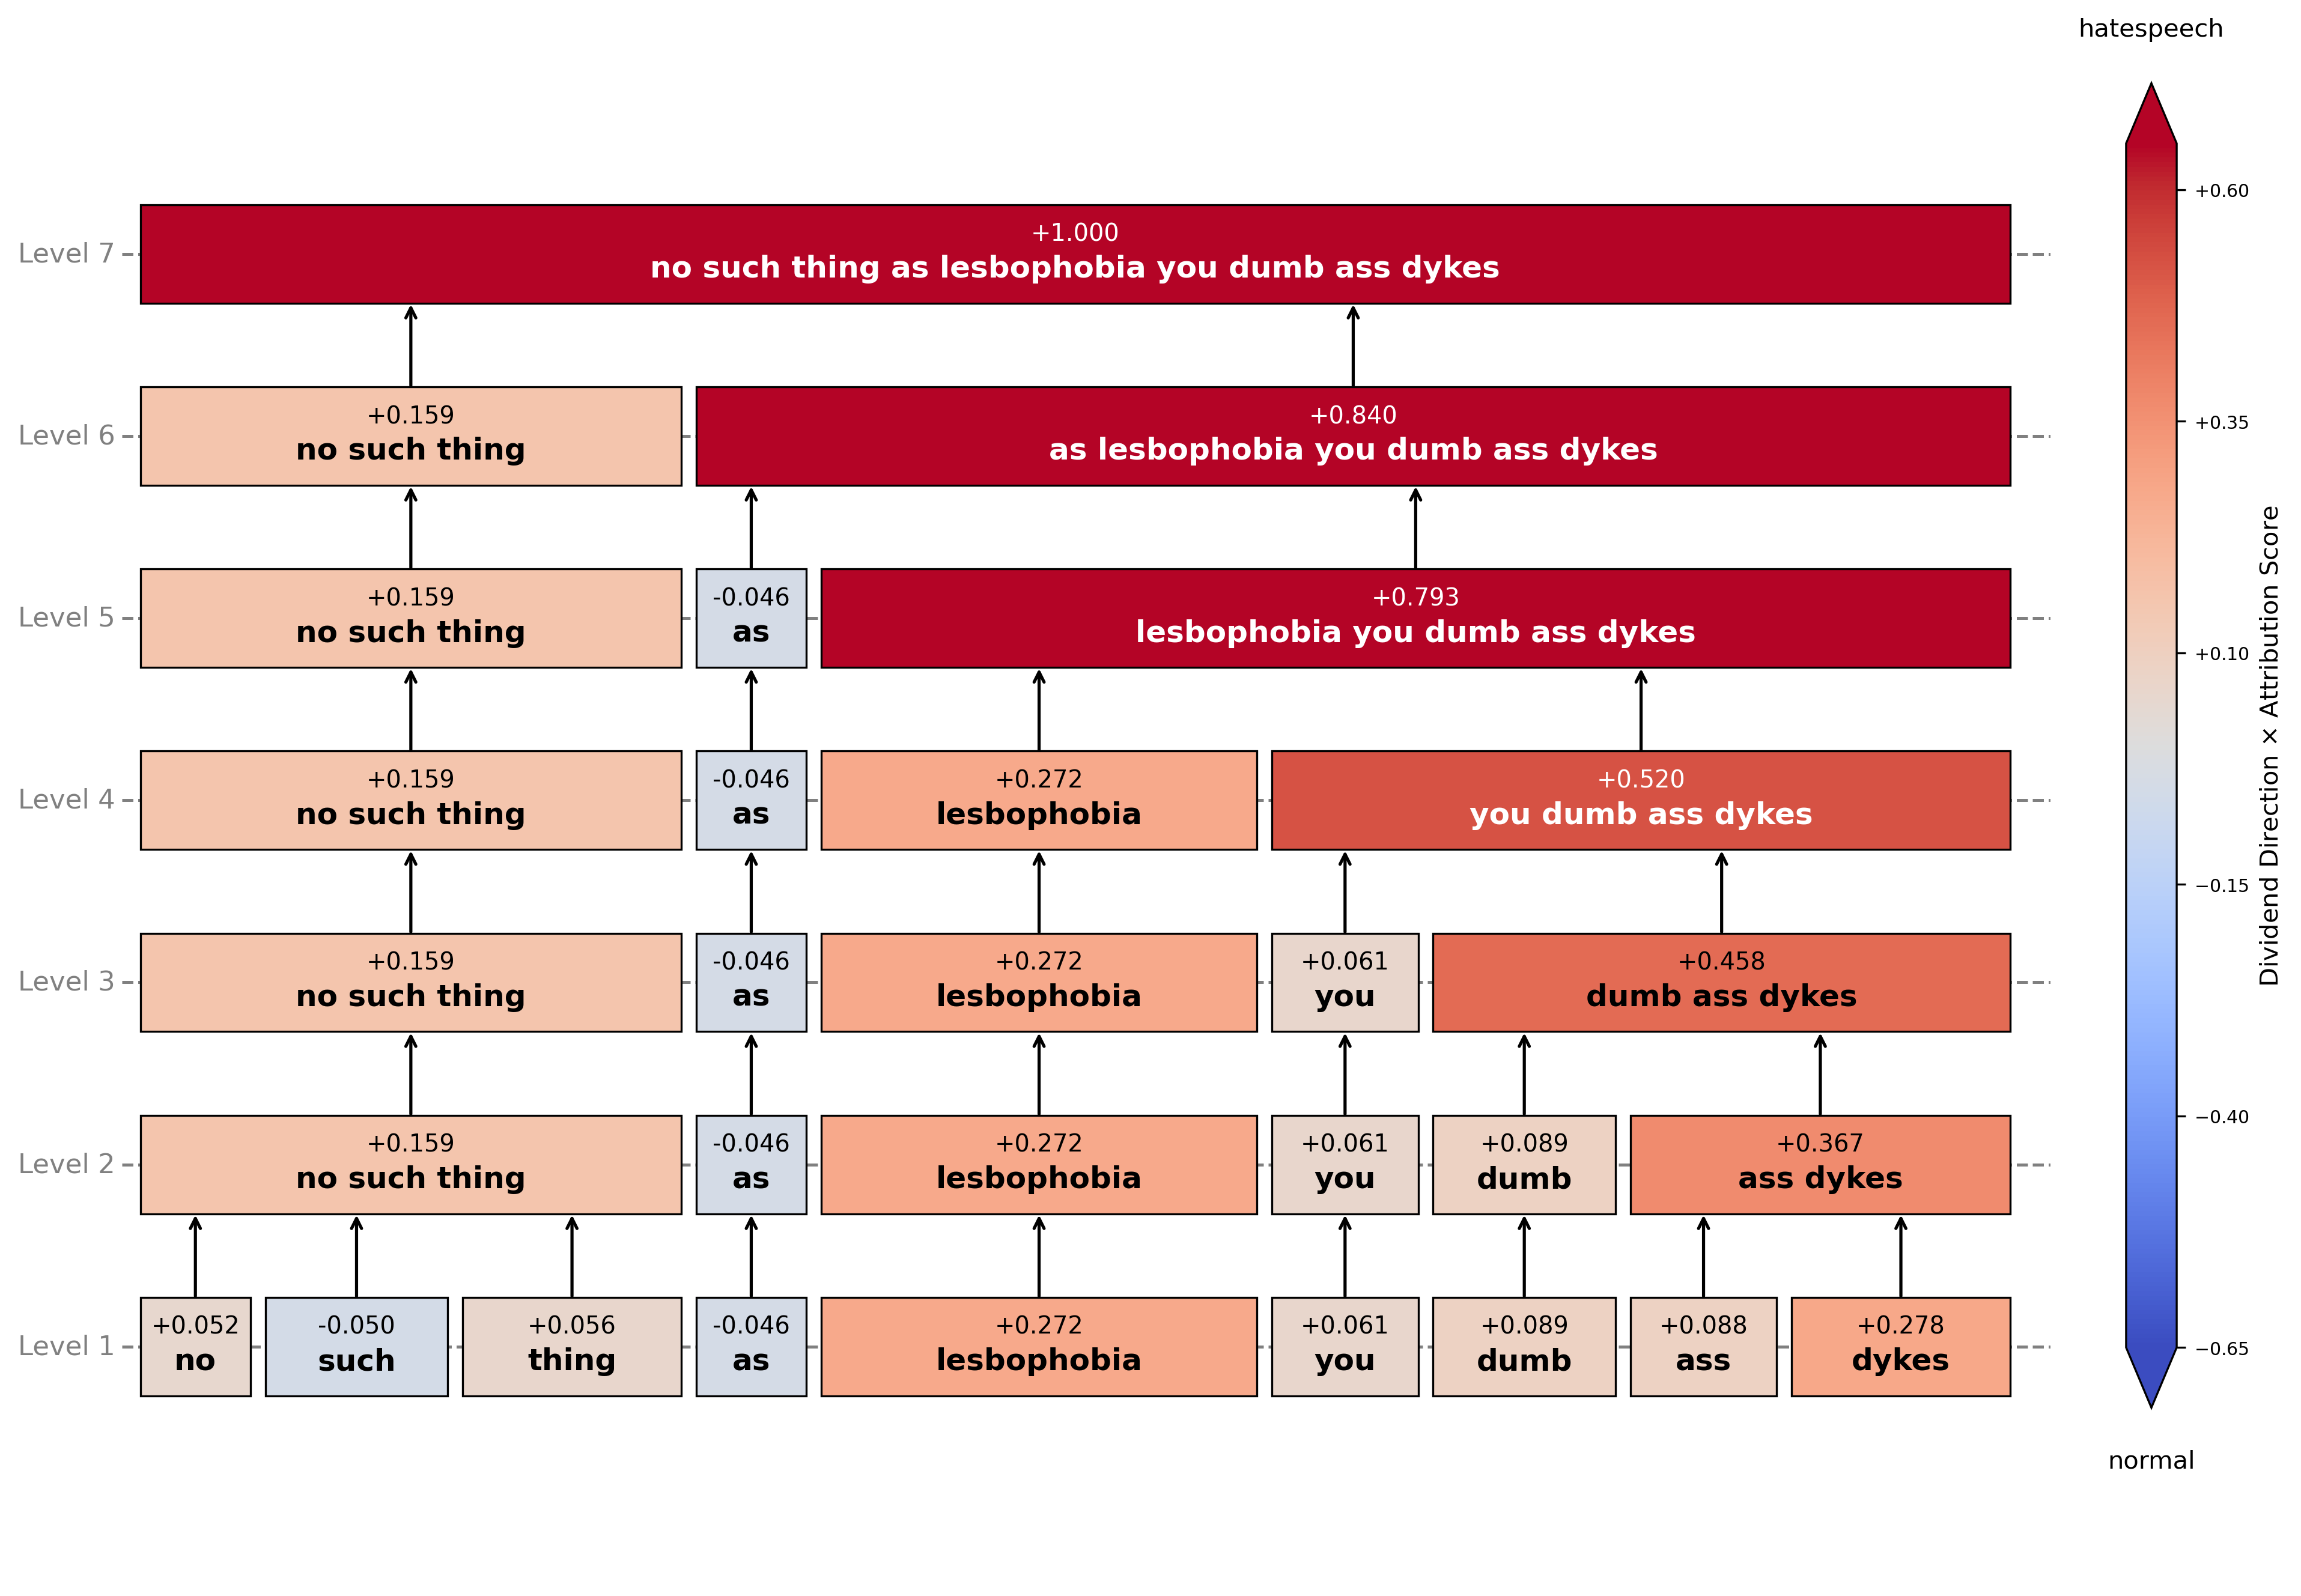 hatespeech
Level 7
+1.000
no such thing as lesbophobia you dumb ass dykes
Level 6
+0.159
no such thing
+0.840
as lesbophobia you dumb ass dykes
Level 5
+0.159
no such thing
-0.046
as
+0.793
lesbophobia you dumb ass dykes
Level 4
+0.159
no such thing
-0.046
as
+0.272
lesbophobia
+0.520
you dumb ass dykes
Level 3
+0.159
no such thing
-0.046
as
+0.272
lesbophobia
+0.061
you
+0.458
dumb ass dykes
Level 2
+0.159
no such thing
-0.046
as
+0.272
lesbophobia
+0.061
you
+0.089
dumb
+0.367
ass dykes
Level 1
+0.052
no
-0.050
such
+0.056
thing
-0.046
as
+0.272
lesbophobia
+0.061
you
+0.089
dumb
+0.088
ass
+0.278
dykes
+0.60
+0.35
+0.10
−0.15
−0.40
−0.65
Dividend Direction × Attribution Score
normal